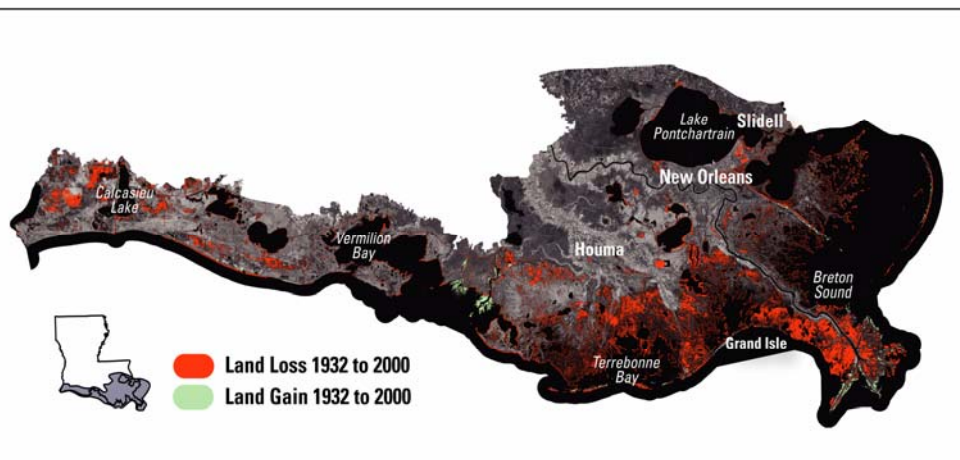 Lake
Pontchartrain
Slidell
New Orleans
Calcasieu
Lake
Vermilion
Bay
Houma
Breton
Sound
Grand Isle
Terrebonne
Bay
Land Loss 1932 to 2000
Land Gain 1932 to 2000